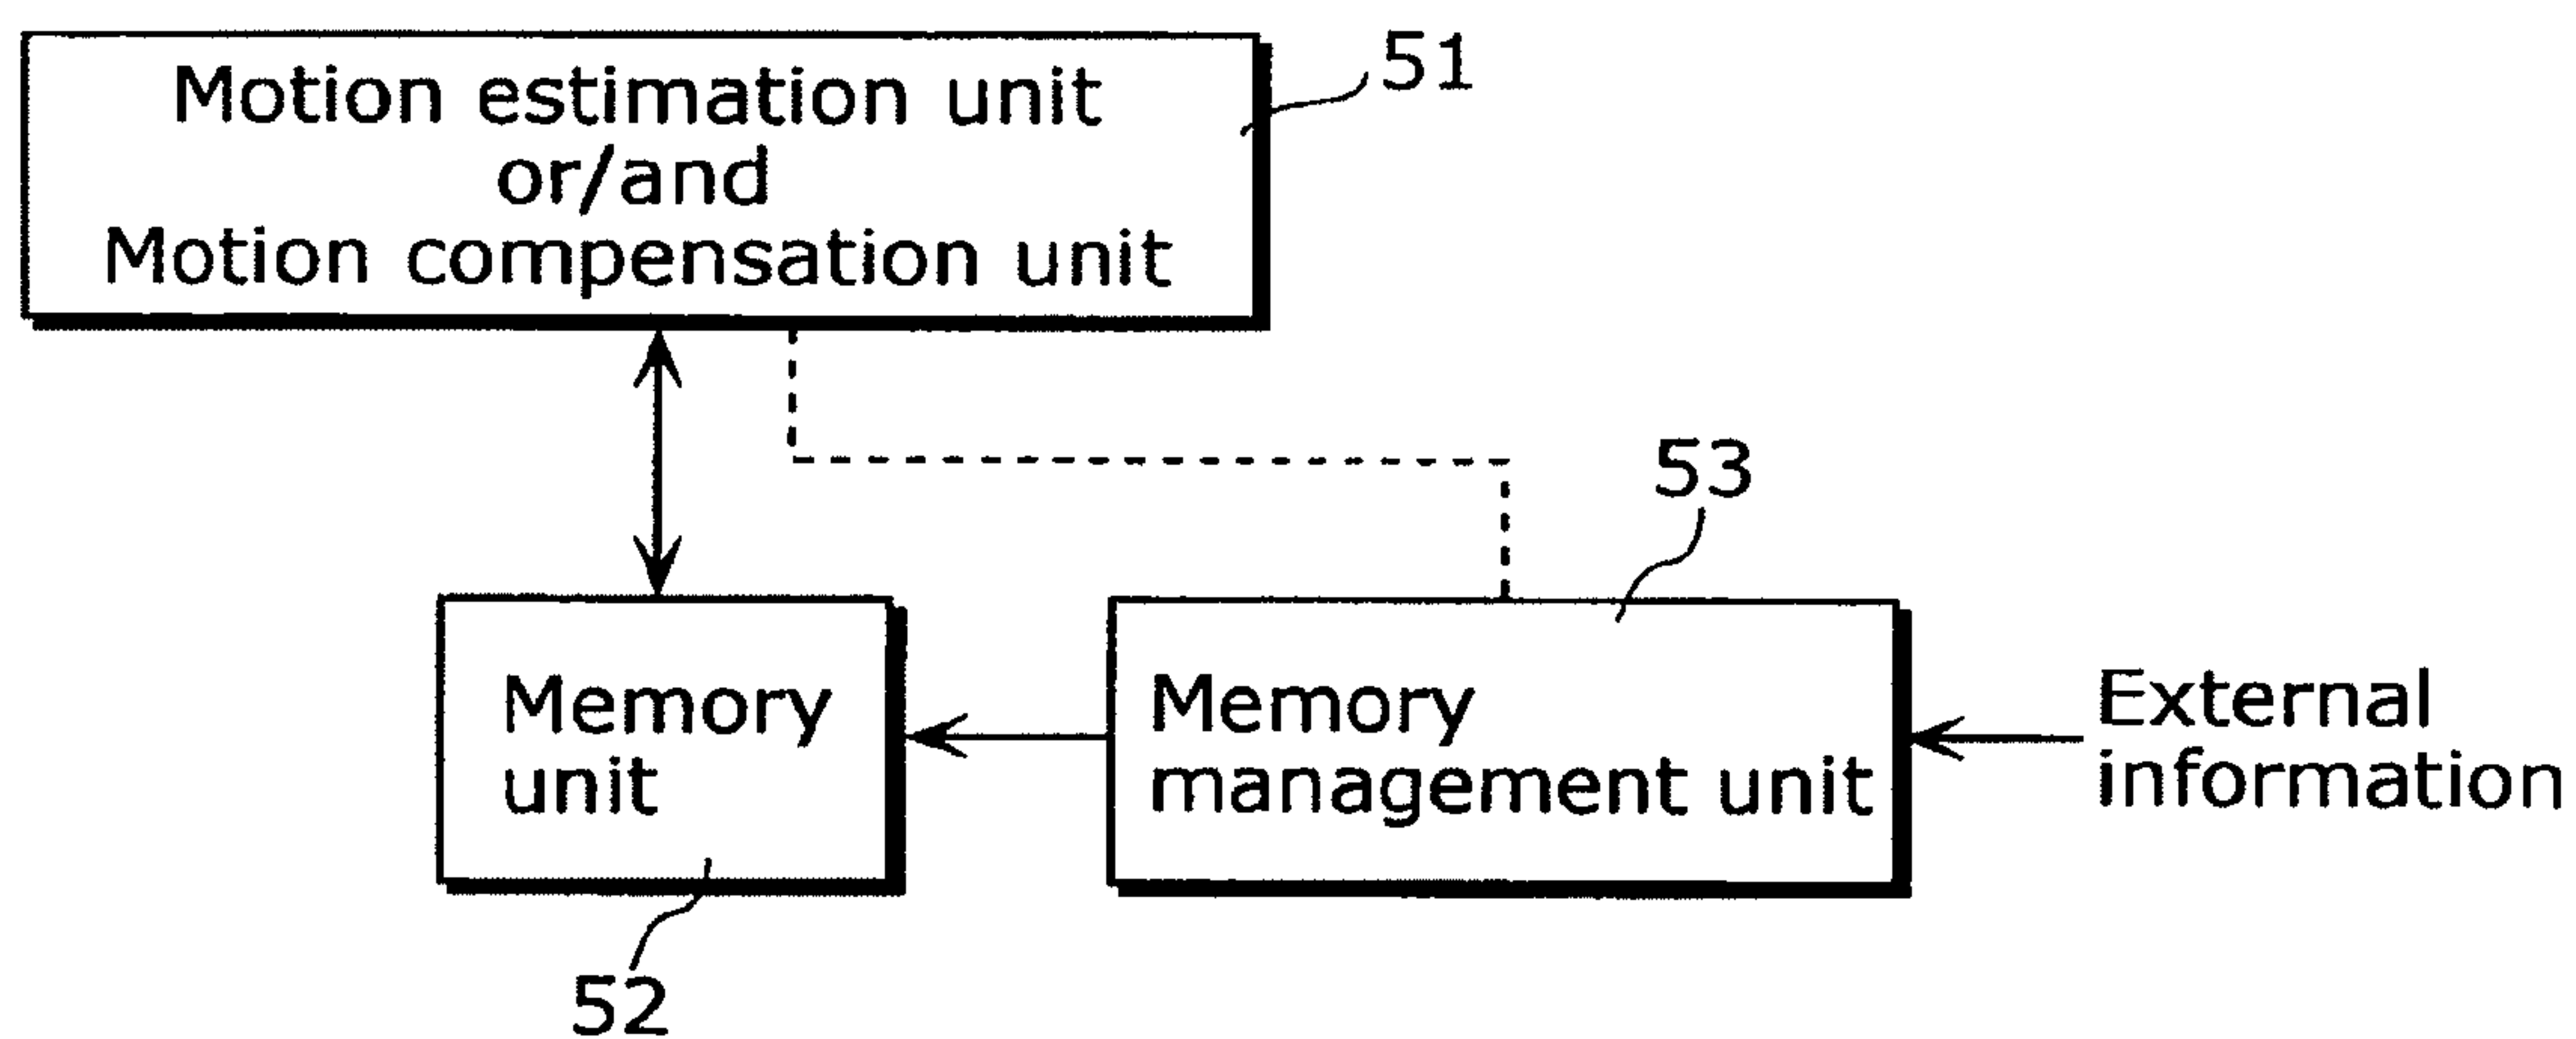 Motion estimation unit
or/and
Motion compensation unit
51
53
Memory
unit
Memory
management unit
External
information
52